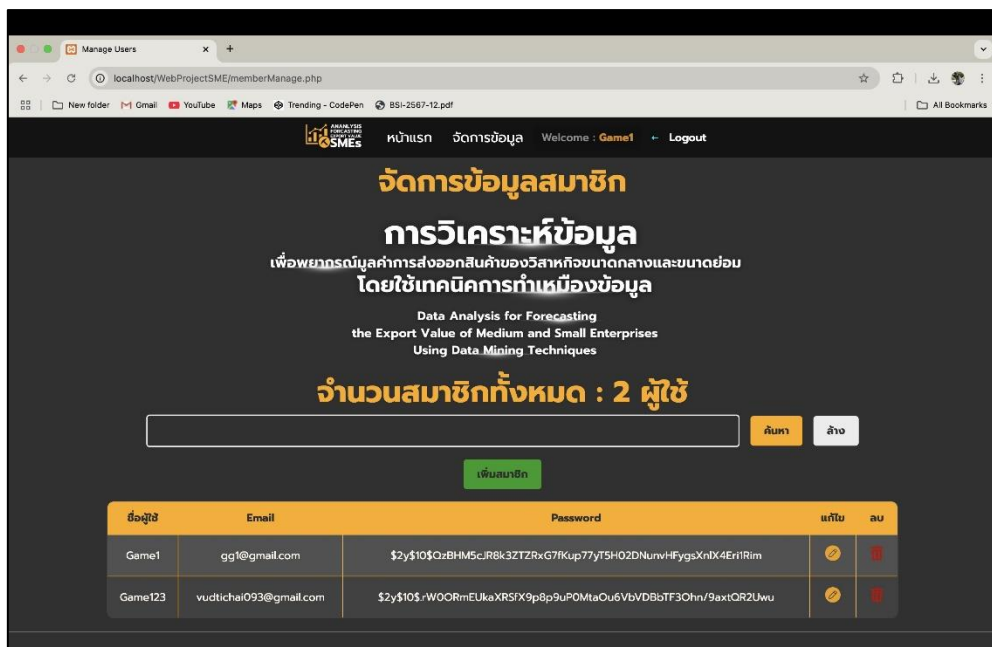 Manage Users
localhost/WebProjectSME/memberManage.php
New folder Gmail YouTube Maps Trending - CodePen BSI-2567-12.pdf All Bookmarks
ANANLYSIS
FORECASTING
EXPORT VALUE
SMEs
หน้าแรก จัดการข้อมูล Welcome : Game1 ← Logout
จัดการข้อมูลสมาชิก
การวิเคราะห์ข้อมูล
เพื่อพยากรณ์มูลค่าการส่งออกสินค้าของวิสาหกิจขนาดกลางและขนาดย่อม
โดยใช้เทคนิคการทำเหมืองข้อมูล
Data Analysis for Forecasting
the Export Value of Medium and Small Enterprises
Using Data Mining Techniques
จำนวนสมาชิกทั้งหมด : 2 ผู้ใช้
ค้นหา ล้าง
เพิ่มสมาชิก
ชื่อผู้ใช้ Email Password แก้ไข ลบ
Game1 gg1@gmail.com
Game123 vudtichai093@gmail.com